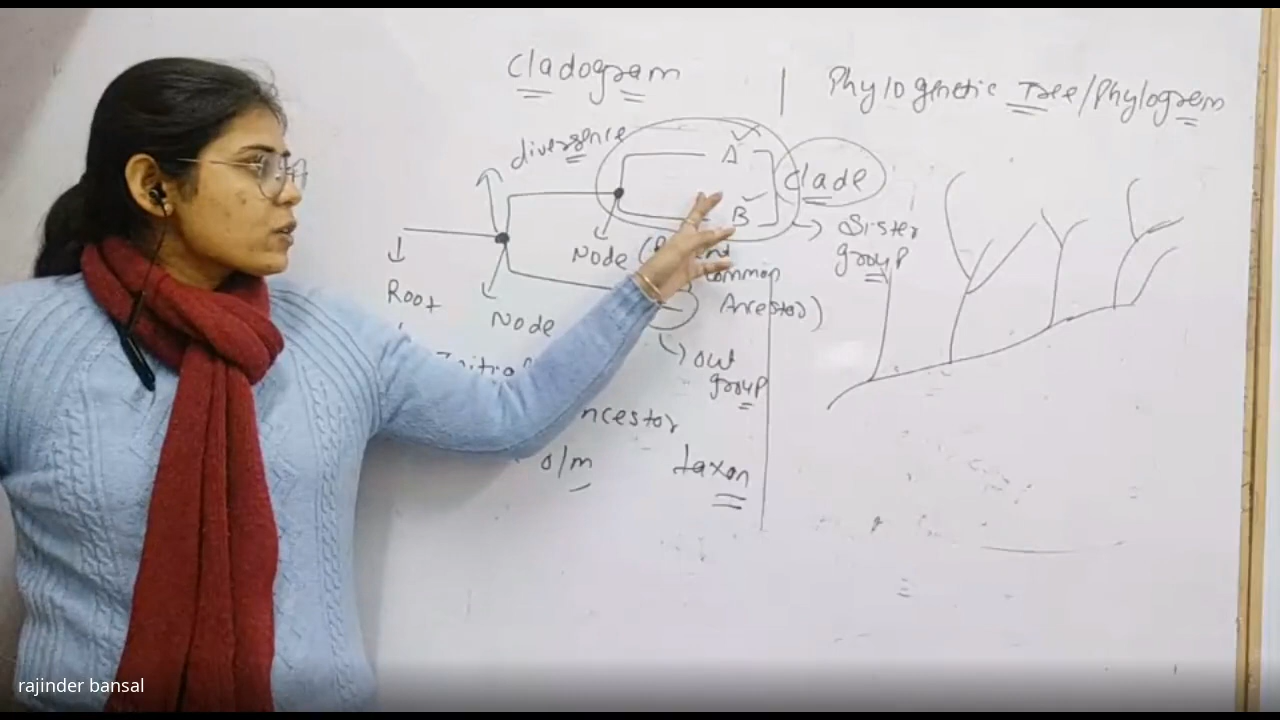 Cladogram
Phylogenetic Tree/Phylogram
divergence
A
clade
B
Sister
group
Node
common
Root
Node
Ancestor)
out
group
ncestor
o/m
taxon
rajinder bansal